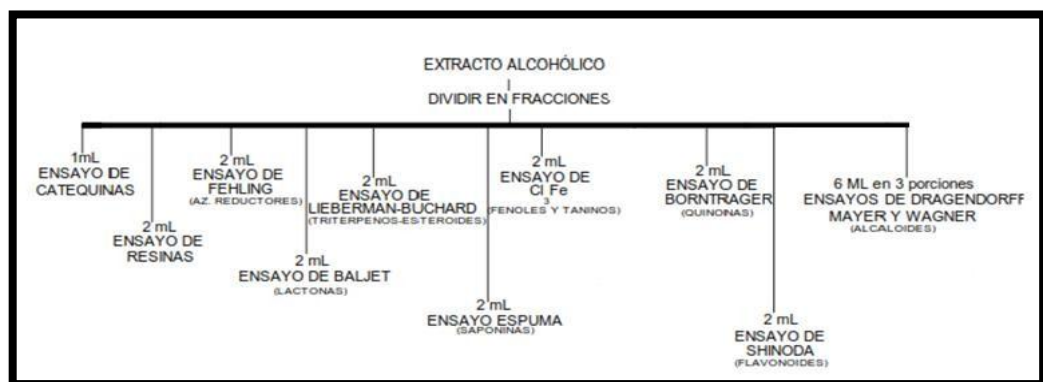 EXTRACTO ALCOHÓLICO
DIVIDIR EN FRACCIONES
1mL
ENSAYO DE
CATEQUINAS
2 mL
ENSAYO DE
RESINAS
2 mL
ENSAYO DE
FEHLING
(AZ. REDUCTORES)
2 mL
ENSAYO DE BALJET
(LACTONAS)
2 mL
ENSAYO DE
LIEBERMAN-BUCHARD
(TRITERPENOS-ESTEROIDES)
2 mL
ENSAYO ESPUMA
(SAPONINAS)
2 mL
ENSAYO DE
Cl Fe
3
(FENOLES Y TANINOS)
2 mL
ENSAYO DE
BORNTRAGER
(QUINOINAS)
2 mL
ENSAYO DE
SHINODA
(FLAVONOIDES)
6 ML en 3 porciones
ENSAYOS DE DRAGENDORFF
MAYER Y WAGNER
(ALCALOIDES)